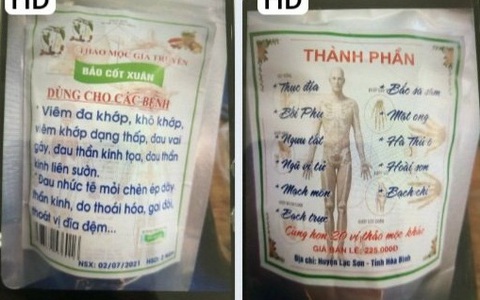 HD
THẢO MỘC GIA TRUYỀN
BẢO CỐT XUÂN
DÙNG CHO CÁC BỆNH
* Viêm đa khớp, khô khớp,
viêm khớp dạng thấp, đau vai
gáy, đau thần kinh tọa, đau thần
kinh liên sườn.
* Đau nhức tê mỏi chèn ép dây
thần kinh, do thoái hóa, gai đôi,
thoát vị đĩa đệm...
NSX: 02/07/2021
HD
THÀNH PHẦN
Thục địa
Bồi Phu
Ngưu tất
Ngũ vị tử
Mạch môn
Bạch trực
Bắc sa sâm
Mật ong
Hà Thủ ô
Hoài sơn
Bạch chỉ
Cùng hơn 20 vị thảo mộc khác
GIÁ BÁN LẺ: 225.000Đ
Địa chỉ: Huyện Lạc Sơn - Tỉnh Hòa Bình